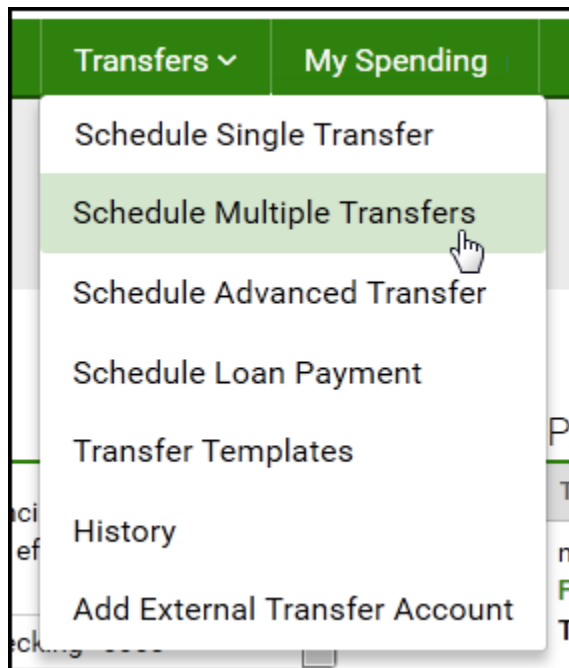 Transfers My Spending
Schedule Single Transfer
Schedule Multiple Transfers
Schedule Advanced Transfer
Schedule Loan Payment
Transfer Templates
History
Add External Transfer Account